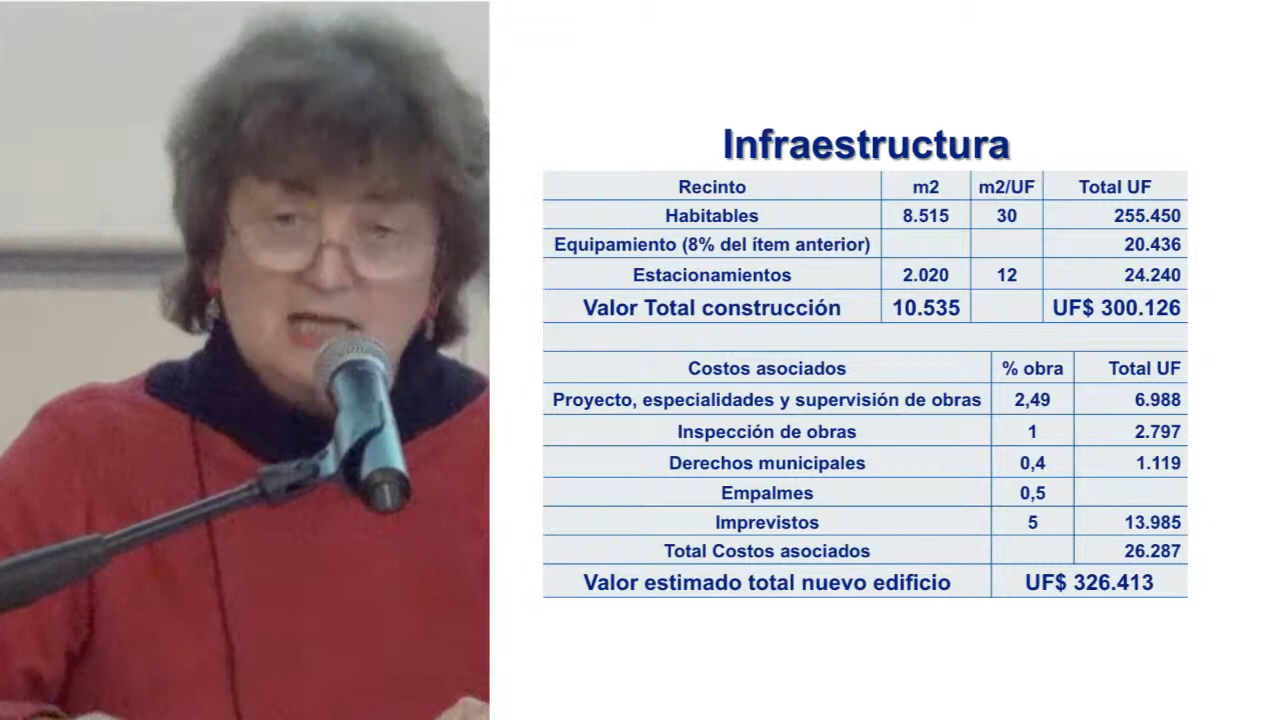 Infraestructura
Recinto m2 m2/UF Total UF
Habitables 8.515 30 255.450
Equipamiento (8% del ítem anterior) 20.436
Estacionamientos 2.020 12 24.240
Valor Total construcción 10.535 UF$ 300.126
Costos asociados % obra Total UF
Proyecto, especialidades y supervisión de obras 2,49 6.988
Inspección de obras 1 2.797
Derechos municipales 0,4 1.119
Empalmes 0,5
Imprevistos 5 13.985
Total Costos asociados 26.287
Valor estimado total nuevo edificio UF$ 326.413